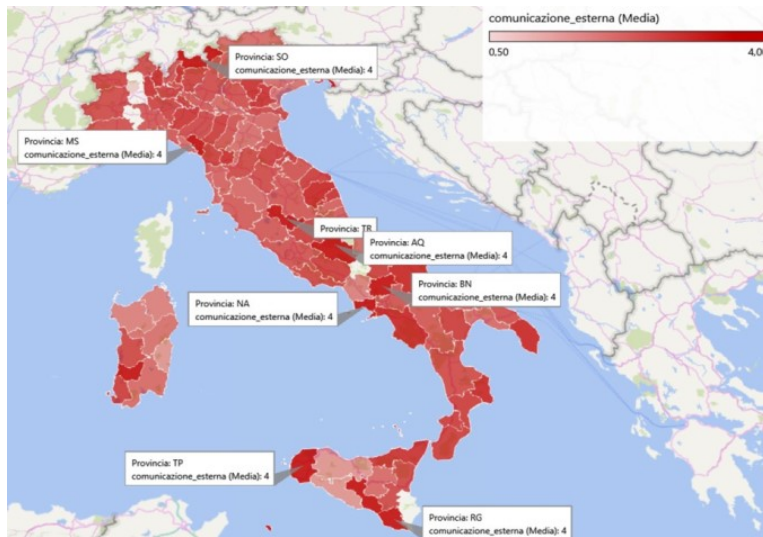 comunicazione_esterna (Media)
0,50
4,00
Provincia: SO
comunicazione_esterna (Media): 4
Provincia: MS
comunicazione_esterna (Media): 4
Provincia: TR
Provincia: AQ
comunicazione_esterna (Media): 4
Provincia: BN
comunicazione_esterna (Media): 4
Provincia: NA
comunicazione_esterna (Media): 4
Provincia: TP
comunicazione_esterna (Media): 4
Provincia: RG
comunicazione_esterna (Media): 4